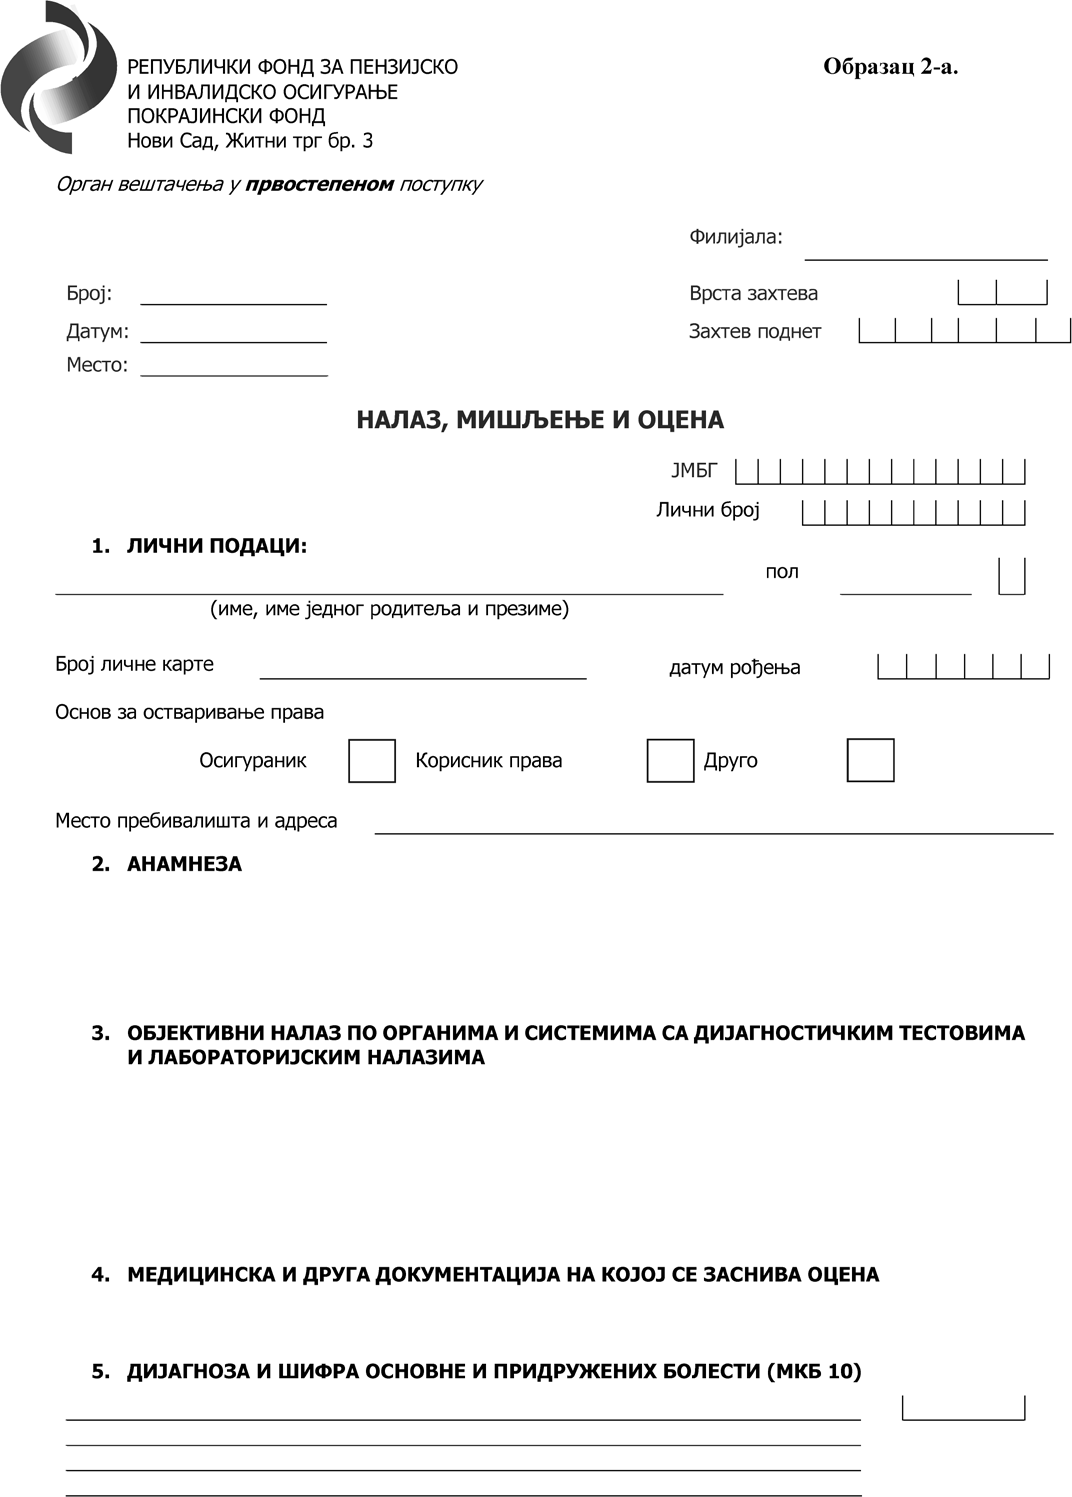 РЕПУБЛИЧКИ ФОНД ЗА ПЕНЗИЈСКО
И ИНВАЛИДСКО ОСИГУРАЊЕ
ПОКРАЈИНСКИ ФОНД
Нови Сад, Житни трг бр. 3
Образац 2-а.
Орган вештачења у првостепеном поступку
Филијала:
Број:
Врста захтева
Датум:
Захтев поднет
Место:
НАЛАЗ, МИШЉЕЊЕ И ОЦЕНА
ЈМБГ
Лични број
1. ЛИЧНИ ПОДАЦИ:
пол
(име, име једног родитеља и презиме)
Број личне карте
датум рођења
Основ за остваривање права
Осигураник Корисник права Друго
Место пребивалишта и адреса
2. АНАМНЕЗА
3. ОБЈЕКТИВНИ НАЛАЗ ПО ОРГАНИМА И СИСТЕМИМА СА ДИЈАГНОСТИЧКИМ ТЕСТОВИМА
И ЛАБОРАТОРИЈСКИМ НАЛАЗИМА
4. МЕДИЦИНСКА И ДРУГА ДОКУМЕНТАЦИЈА НА КОЈОЈ СЕ ЗАСНИВА ОЦЕНА
5. ДИЈАГНОЗА И ШИФРА ОСНОВНЕ И ПРИДРУЖЕНИХ БОЛЕСТИ (МКБ 10)